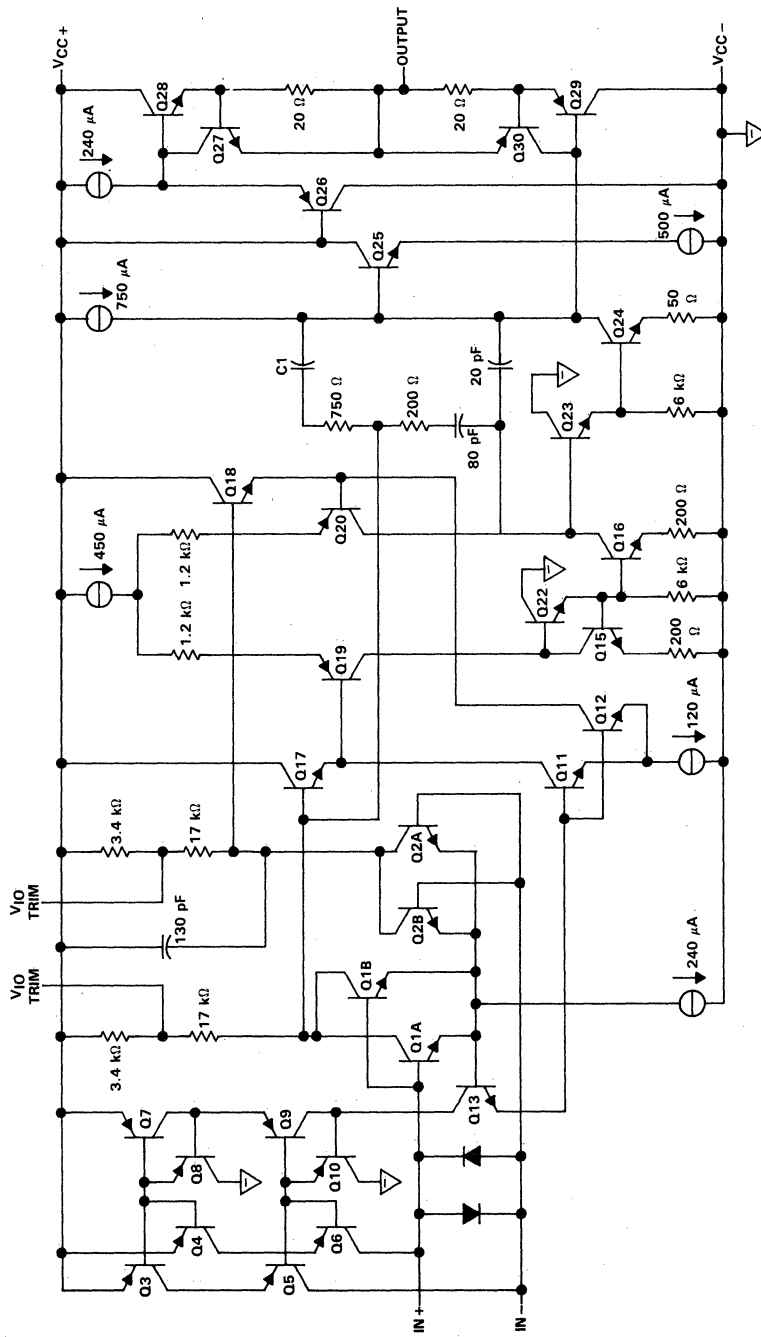 VCC+
VIO
TRIM
VIO
TRIM
3.4 kΩ
17 kΩ
130 pF
3.4 kΩ
17 kΩ
450 μA
1.2 kΩ
1.2 kΩ
750 μA
240 μA
Q3
Q4
Q7
Q8
Q5
Q6
Q9
Q10
Q1A
Q1B
Q2B
Q2A
Q13
Q17
Q18
Q19
Q20
C1
750 Ω
200 Ω
80 pF
20 pF
Q25
Q26
Q27
Q28
20 Ω
OUTPUT
20 Ω
Q30
Q29
Q11
Q12
Q22
Q15
Q16
Q23
Q24
IN+
IN−
240 μA
120 μA
200
Ω
6 kΩ
200 Ω
6 kΩ
50
Ω
500 μA
VCC−